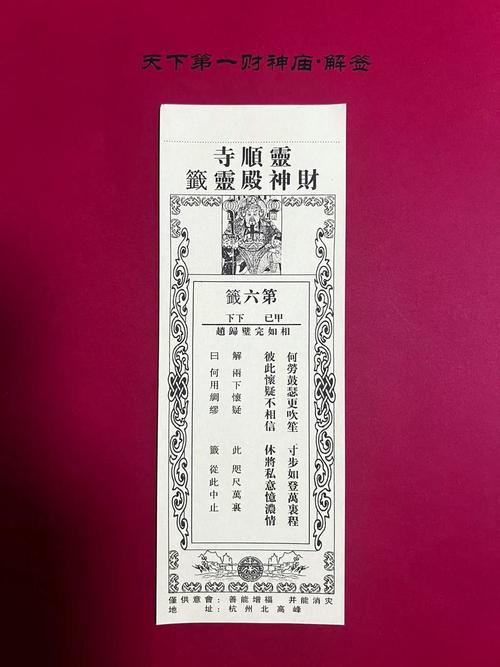 天下第一财神庙·解签
靈順寺
財神殿靈籤
第六籤
甲已 下下
相如完璧歸趙
何勞鼓瑟更吹笙 寸步如登萬裏程
彼此懷疑不相信 休將私意憶濃情
解 兩下懷疑 此 咫尺萬裏
曰 何用綢繆 籤 從此中止
僅供意會：善能增福 并能消灾
地 址：杭州北高峰